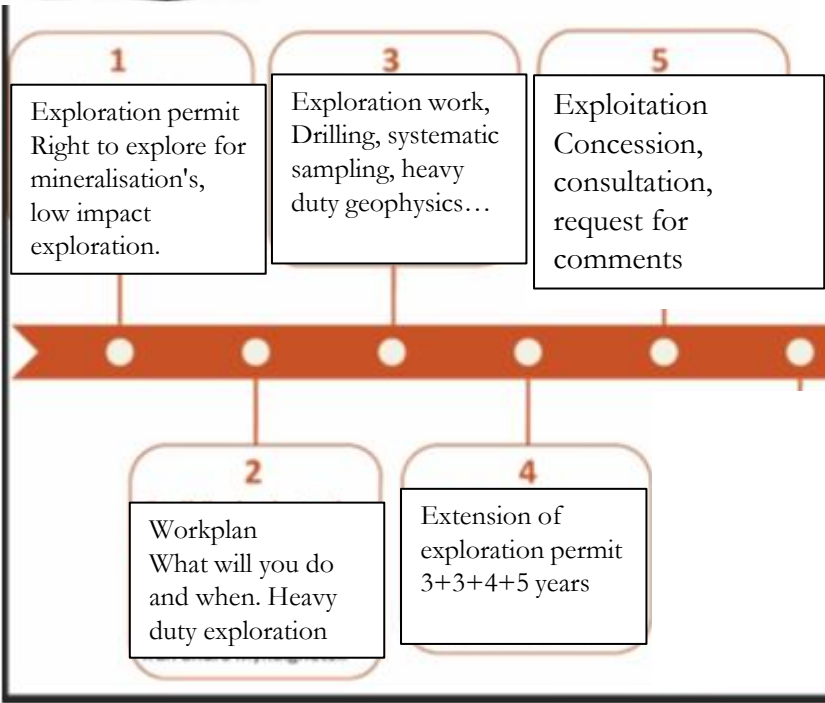 1
Exploration permit
Right to explore for
mineralisation's,
low impact
exploration.
2
Workplan
What will you do
and when. Heavy
duty exploration
3
Exploration work,
Drilling, systematic
sampling, heavy
duty geophysics…
4
Extension of
exploration permit
3+3+4+5 years
5
Exploitation
Concession,
consultation,
request for
comments